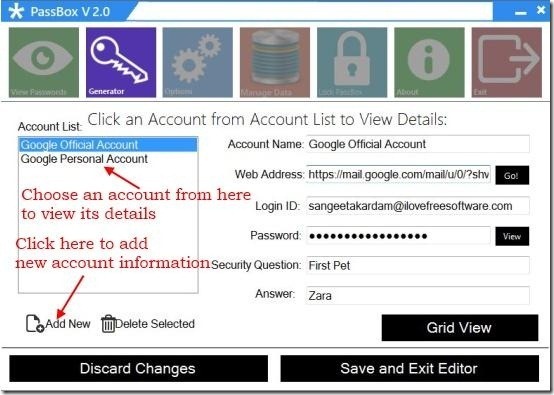 PassBox V 2.0
View Passwords
Generator
Options
Manage Data
Lock PassBox
About
Exit
Click an Account from Account List to View Details:
Account List:
Google Official Account
Google Personal Account
Choose an account from here
to view its details
Click here to add
new account information
Add New
Delete Selected
Account Name: Google Official Account
Web Address: https://mail.google.com/mail/u/0/?shv Go!
Login ID: sangeetakardam@ilovefreesoftware.com
Password: ●●●●●●●●●●●●●●●● View
Security Question: First Pet
Answer: Zara
Grid View
Discard Changes
Save and Exit Editor